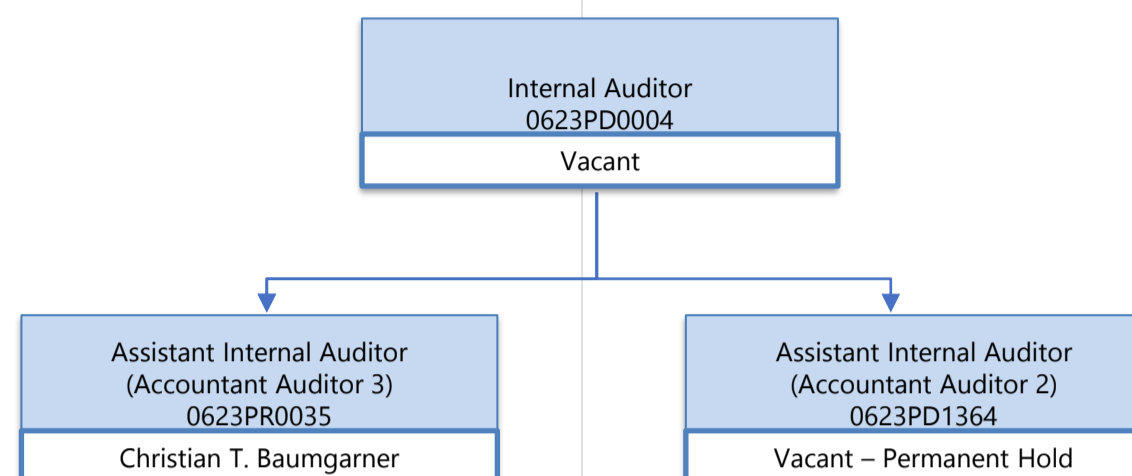 Internal Auditor
0623PD0004
Vacant
Assistant Internal Auditor
(Accountant Auditor 3)
0623PR0035
Christian T. Baumgarner
Assistant Internal Auditor
(Accountant Auditor 2)
0623PD1364
Vacant – Permanent Hold